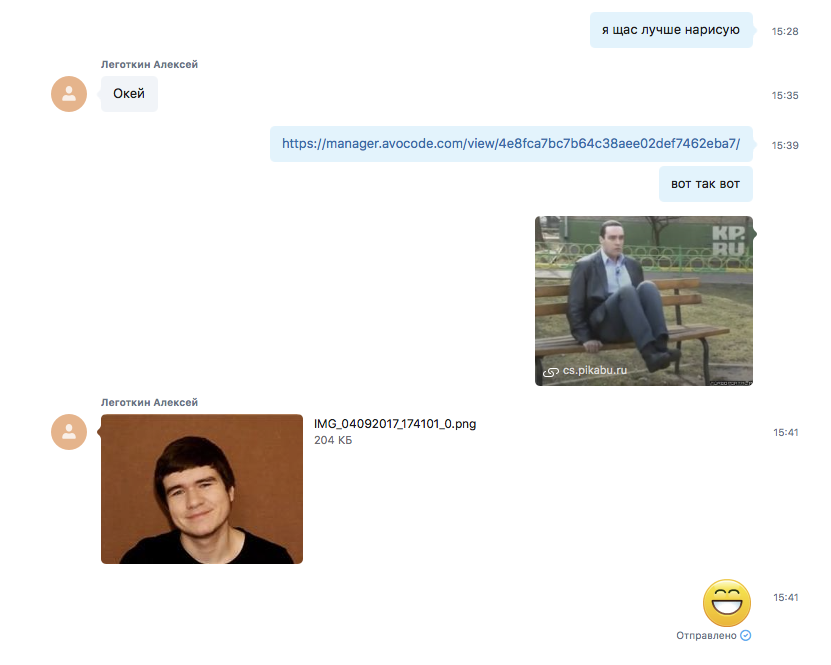 я щас лучше нарисую
15:28
Леготкин Алексей
Окей
15:35
https://manager.avocode.com/view/4e8fca7bc7b64c38aee02def7462eba7/
15:39
вот так вот
KP.
RU
cs.pikabu.ru
Леготкин Алексей
IMG_04092017_174101_0.png
204 КБ
15:41
15:41
Отправлено